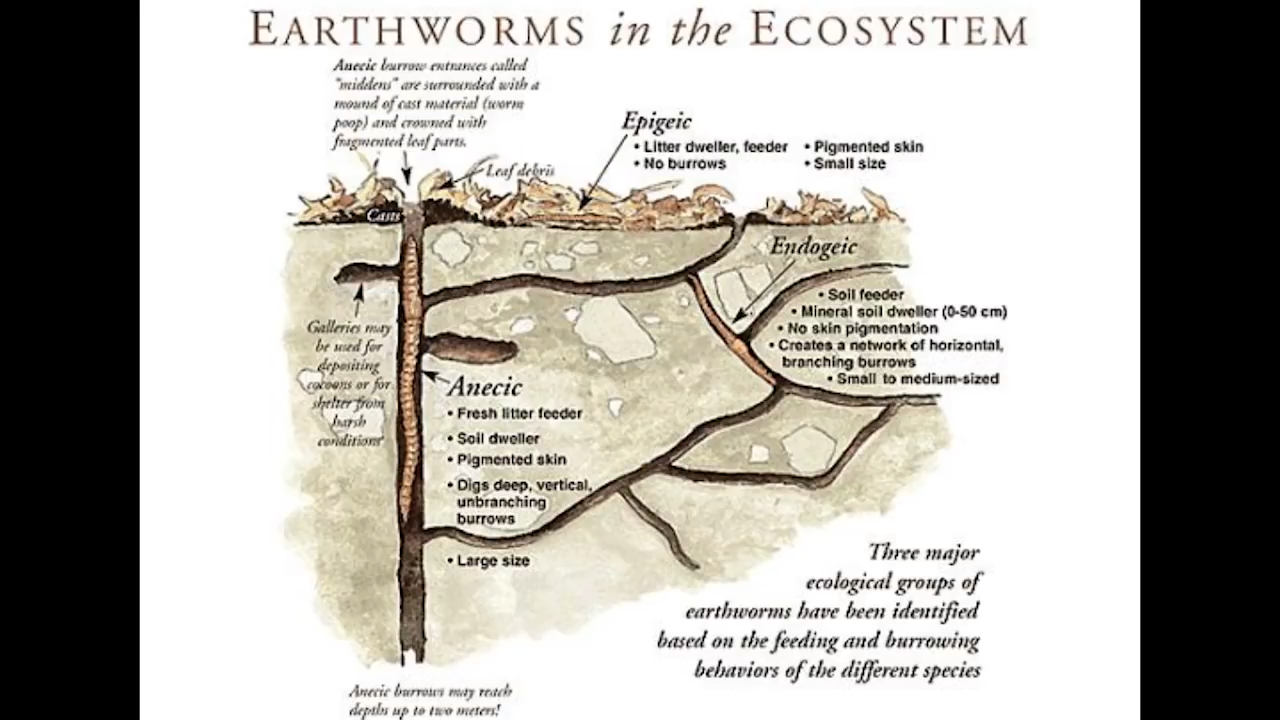 EARTHWORMS in the ECOSYSTEM
Anecic burrow entrances called
"middens" are surrounded with a
mound of cast material (worm
poop) and crowned with
fragmented leaf parts.
Epigeic
• Litter dweller, feeder
• No burrows
• Pigmented skin
• Small size
Leaf debris
Casts
Endogeic
• Soil feeder
• Mineral soil dweller (0-50 cm)
• No skin pigmentation
• Creates a network of horizontal,
branching burrows
• Small to medium-sized
Galleries may
be used for
depositing
cocoons or for
shelter from
harsh
conditions
Anecic
• Fresh litter feeder
• Soil dweller
• Pigmented skin
• Digs deep, vertical,
unbranching
burrows
• Large size
Three major
ecological groups of
earthworms have been identified
based on the feeding and burrowing
behaviors of the different species
Anecic burrows may reach
depths up to two meters!